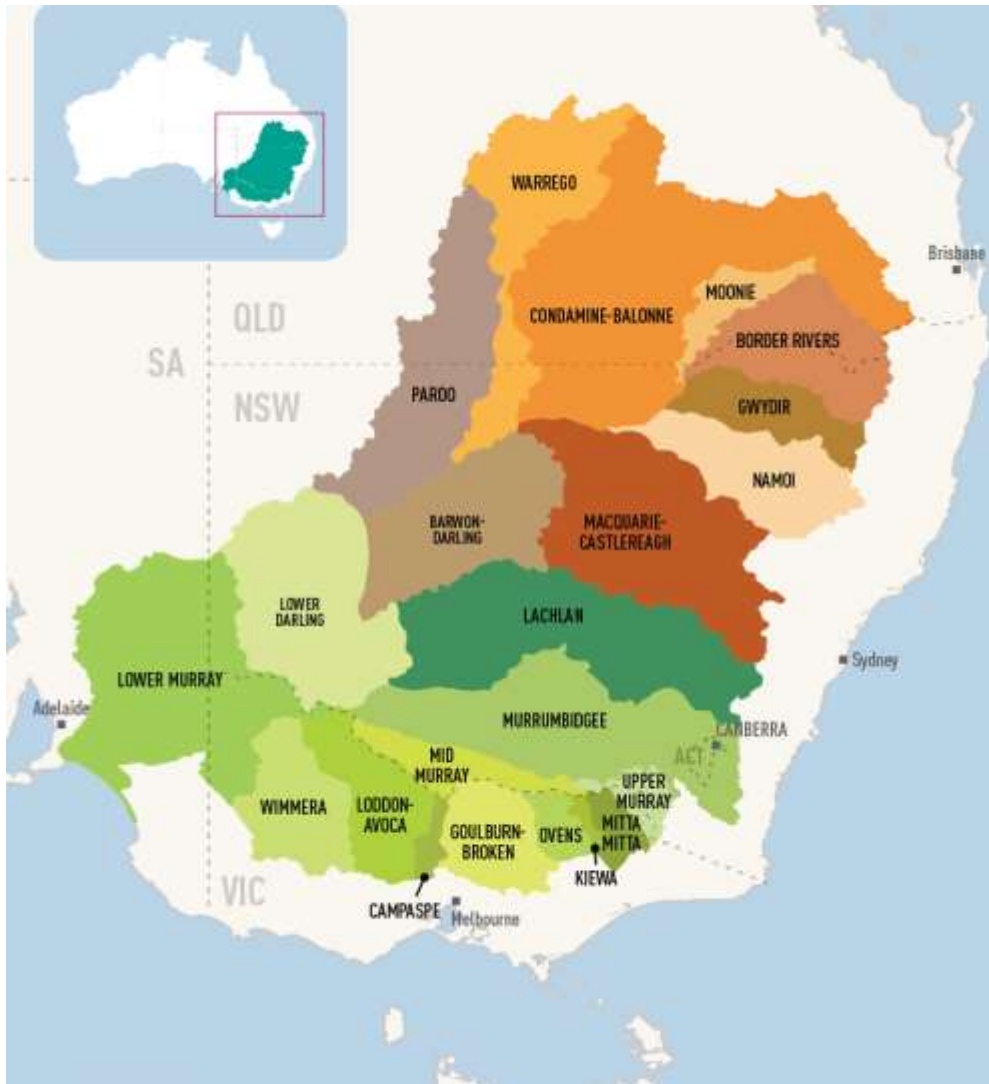 WARREGO
Brisbane
MOONIE
CONDAMINE-BALONNE
QLD
BORDER RIVERS
SA
PAROO
NSW
GWYDIR
NAMOI
BARWON-
DARLING
MACQUARIE-
CASTLEREAGH
LOWER
DARLING
LACHLAN
Sydney
LOWER MURRAY
Adelaide
MURRUMBIDGEE
CANBERRA
ACT
MID
MURRAY
UPPER
MURRAY
WIMMERA
LODDON-
AVOCA
GOULBURN-
BROKEN
OVENS
MITTA
MITTA
KIEWA
VIC
CAMPASPE
Melbourne